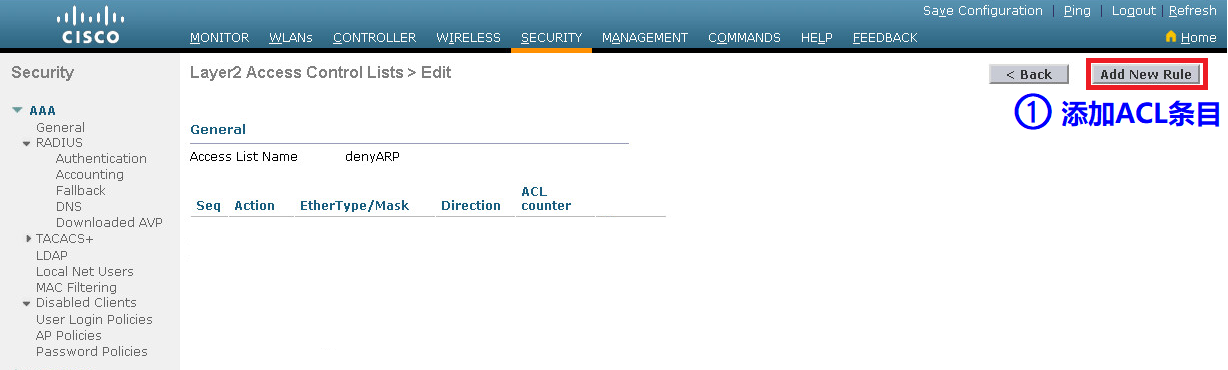 Save Configuration | Ping | Logout | Refresh
CISCO
MONITOR WLANs CONTROLLER WIRELESS SECURITY MANAGEMENT COMMANDS HELP FEEDBACK Home
Security
Layer2 Access Control Lists > Edit
< Back
Add New Rule
① 添加ACL条目
AAA
General
RADIUS
Authentication
Accounting
Fallback
DNS
Downloaded AVP
TACACS+
LDAP
Local Net Users
MAC Filtering
Disabled Clients
User Login Policies
AP Policies
Password Policies
General
Access List Name denyARP
Seq Action EtherType/Mask Direction ACL counter